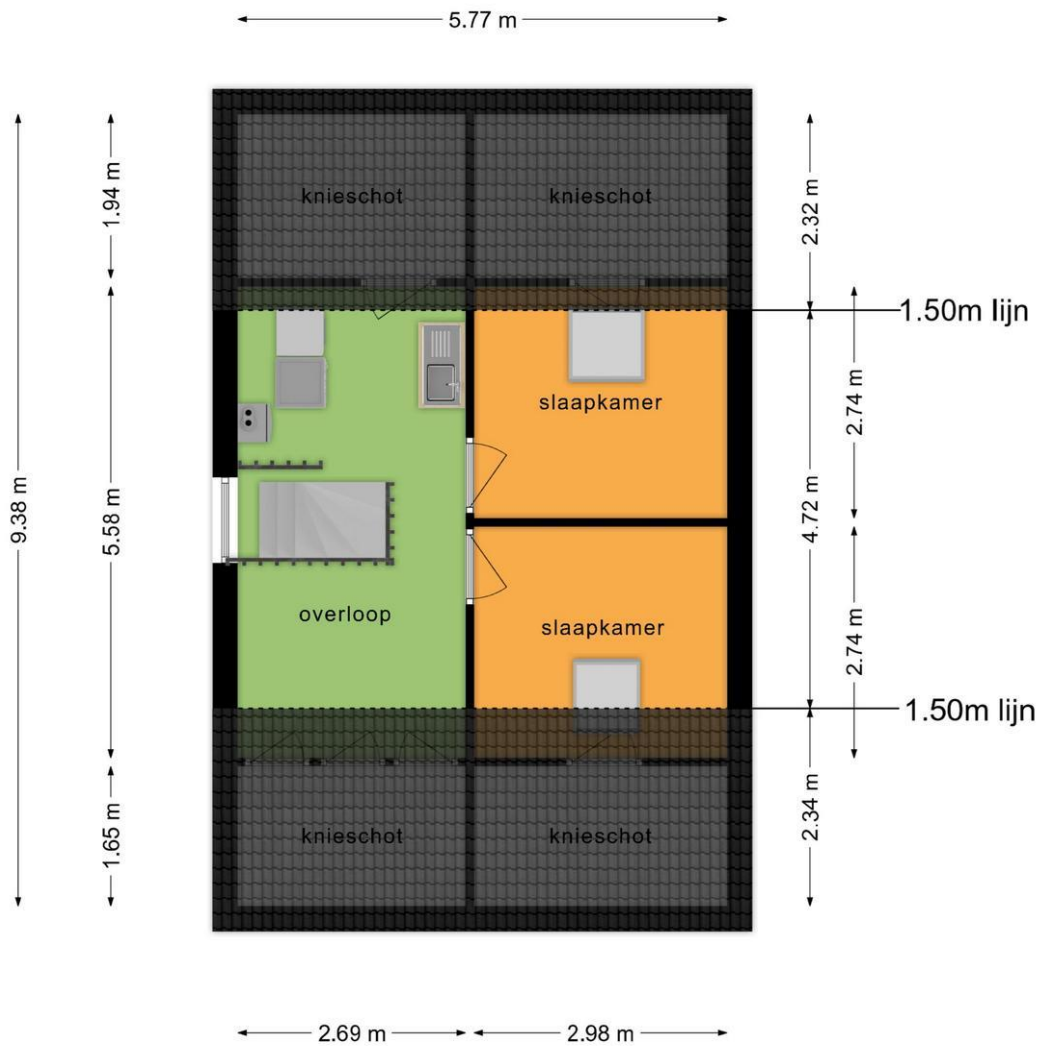 5.77 m
knieschot
knieschot
1.94 m
2.32 m
1.50m lijn
slaapkamer
2.74 m
9.38 m
5.58 m
4.72 m
overloop
slaapkamer
2.74 m
1.50m lijn
knieschot
knieschot
1.65 m
2.34 m
2.69 m
2.98 m